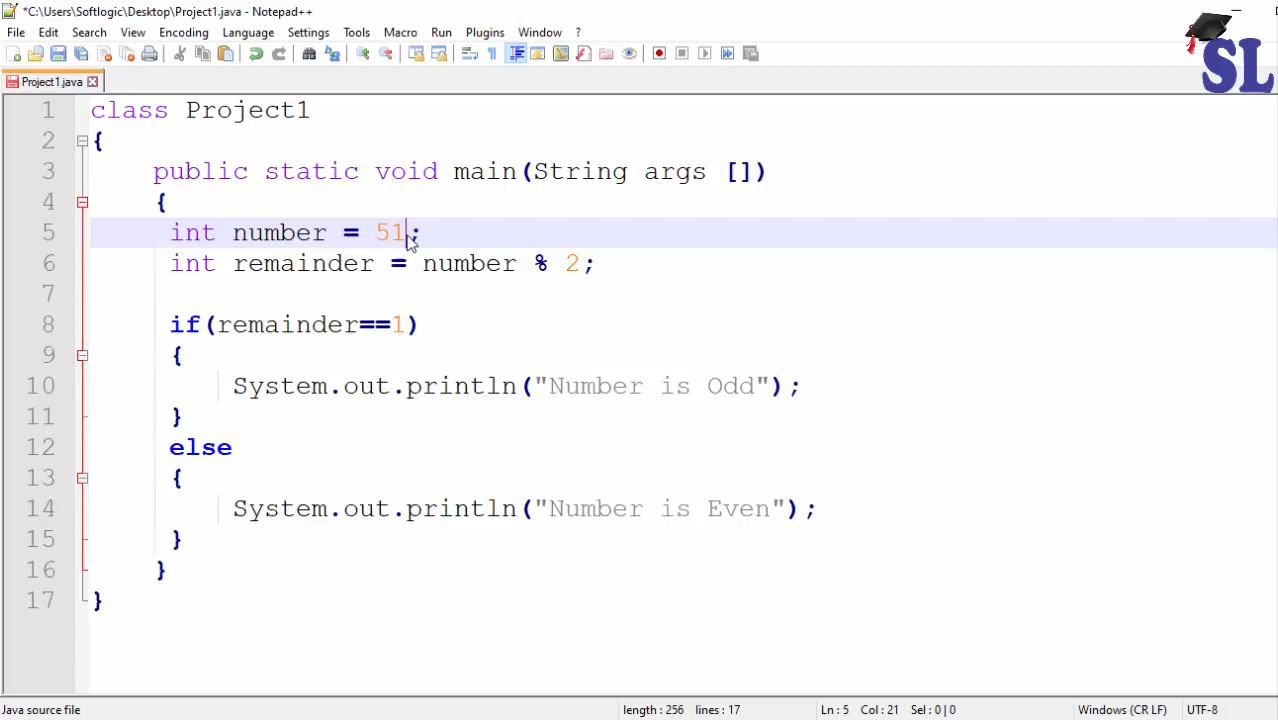 *C:\Users\Softlogic\Desktop\Project1.java - Notepad++
File Edit Search View Encoding Language Settings Tools Macro Run Plugins Window ?
SL
Project1.java
1 class Project1
2 {
3 public static void main(String args [])
4 {
5 int number = 51;
6 int remainder = number % 2;
7
8 if(remainder==1)
9 {
10 System.out.println("Number is Odd");
11 }
12 else
13 {
14 System.out.println("Number is Even");
15 }
16 }
17 }
Java source file length : 256 lines : 17 Ln : 5 Col : 21 Sel : 0 | 0 Windows (CR LF) UTF-8